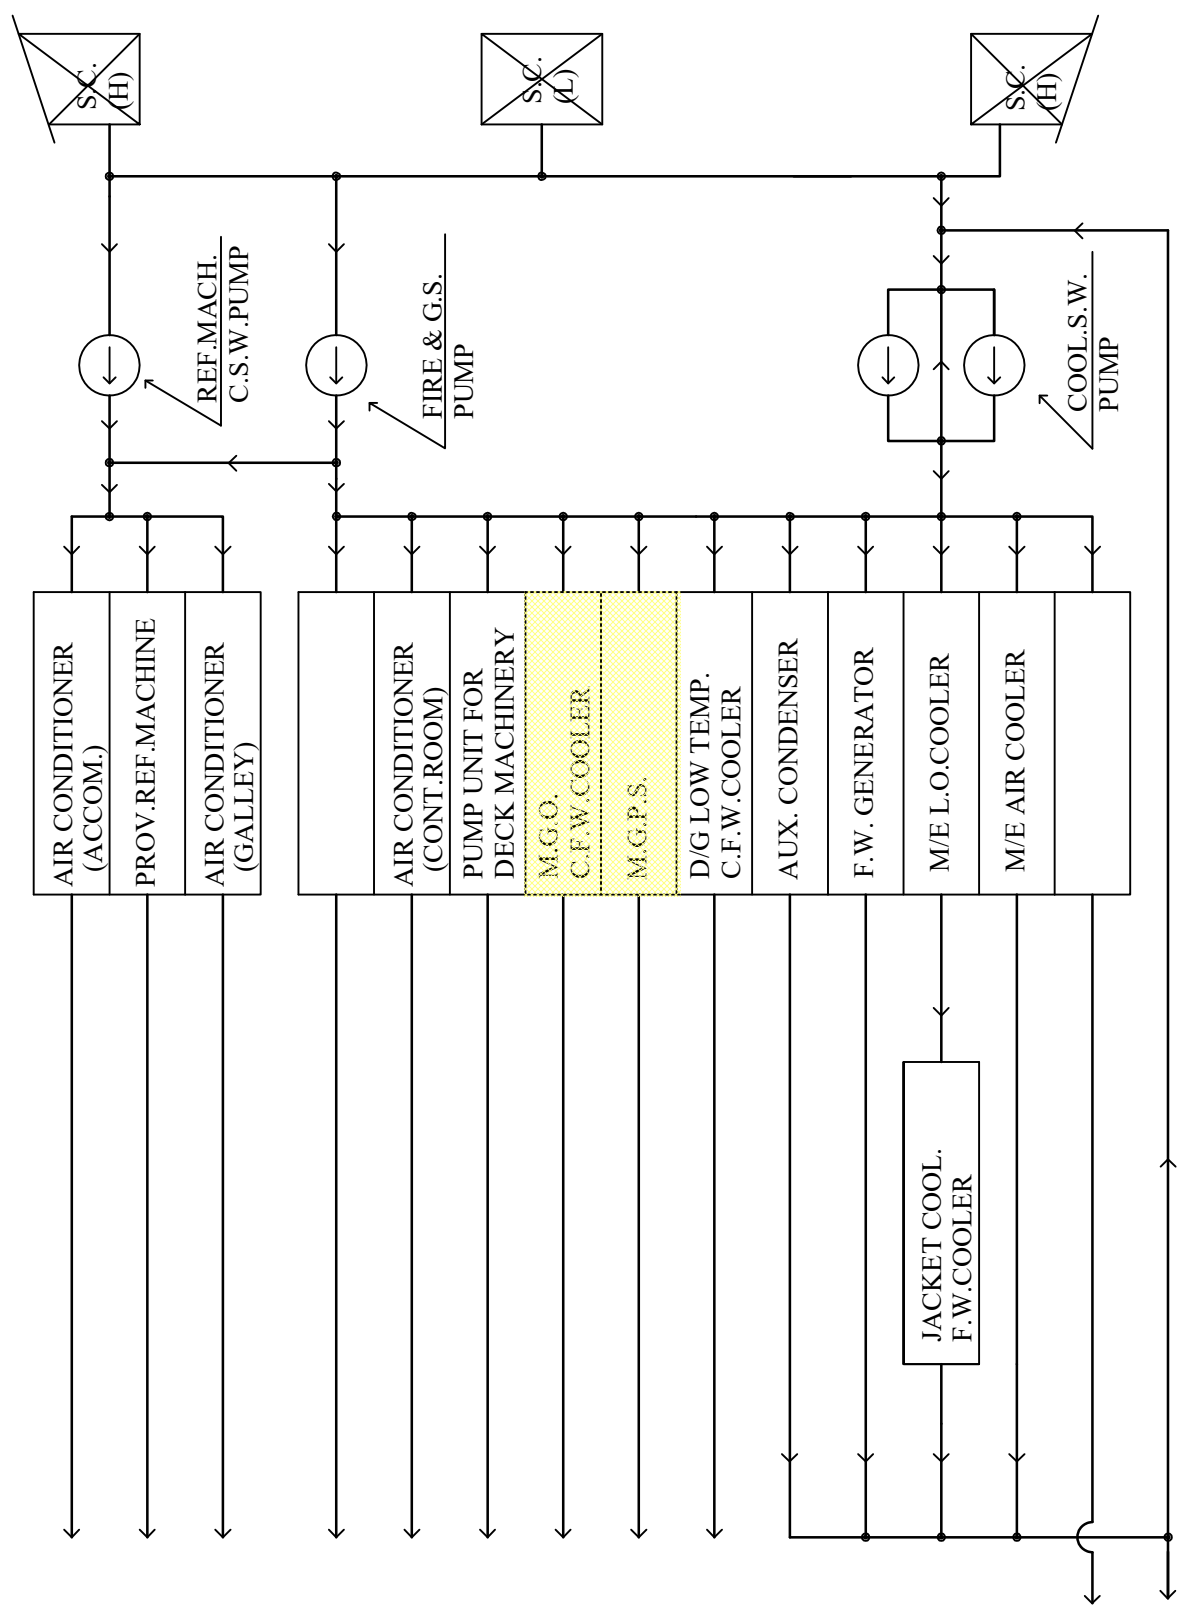 S.C.
(H)
S.C.
(L)
S.C.
(H)
REF.MACH.
C.S.W.PUMP
FIRE & G.S.
PUMP
COOL.S.W.
PUMP
AIR CONDITIONER
(ACCOM.)
PROV.REF.MACHINE
AIR CONDITIONER
(GALLEY)
AIR CONDITIONER
(CONT.ROOM)
PUMP UNIT FOR
DECK MACHINERY
M.G.O.
C.F.W.COOLER
M.G.P.S.
D/G LOW TEMP.
C.F.W.COOLER
AUX. CONDENSER
F.W. GENERATOR
M/E L.O.COOLER
M/E AIR COOLER
JACKET COOL.
F.W.COOLER